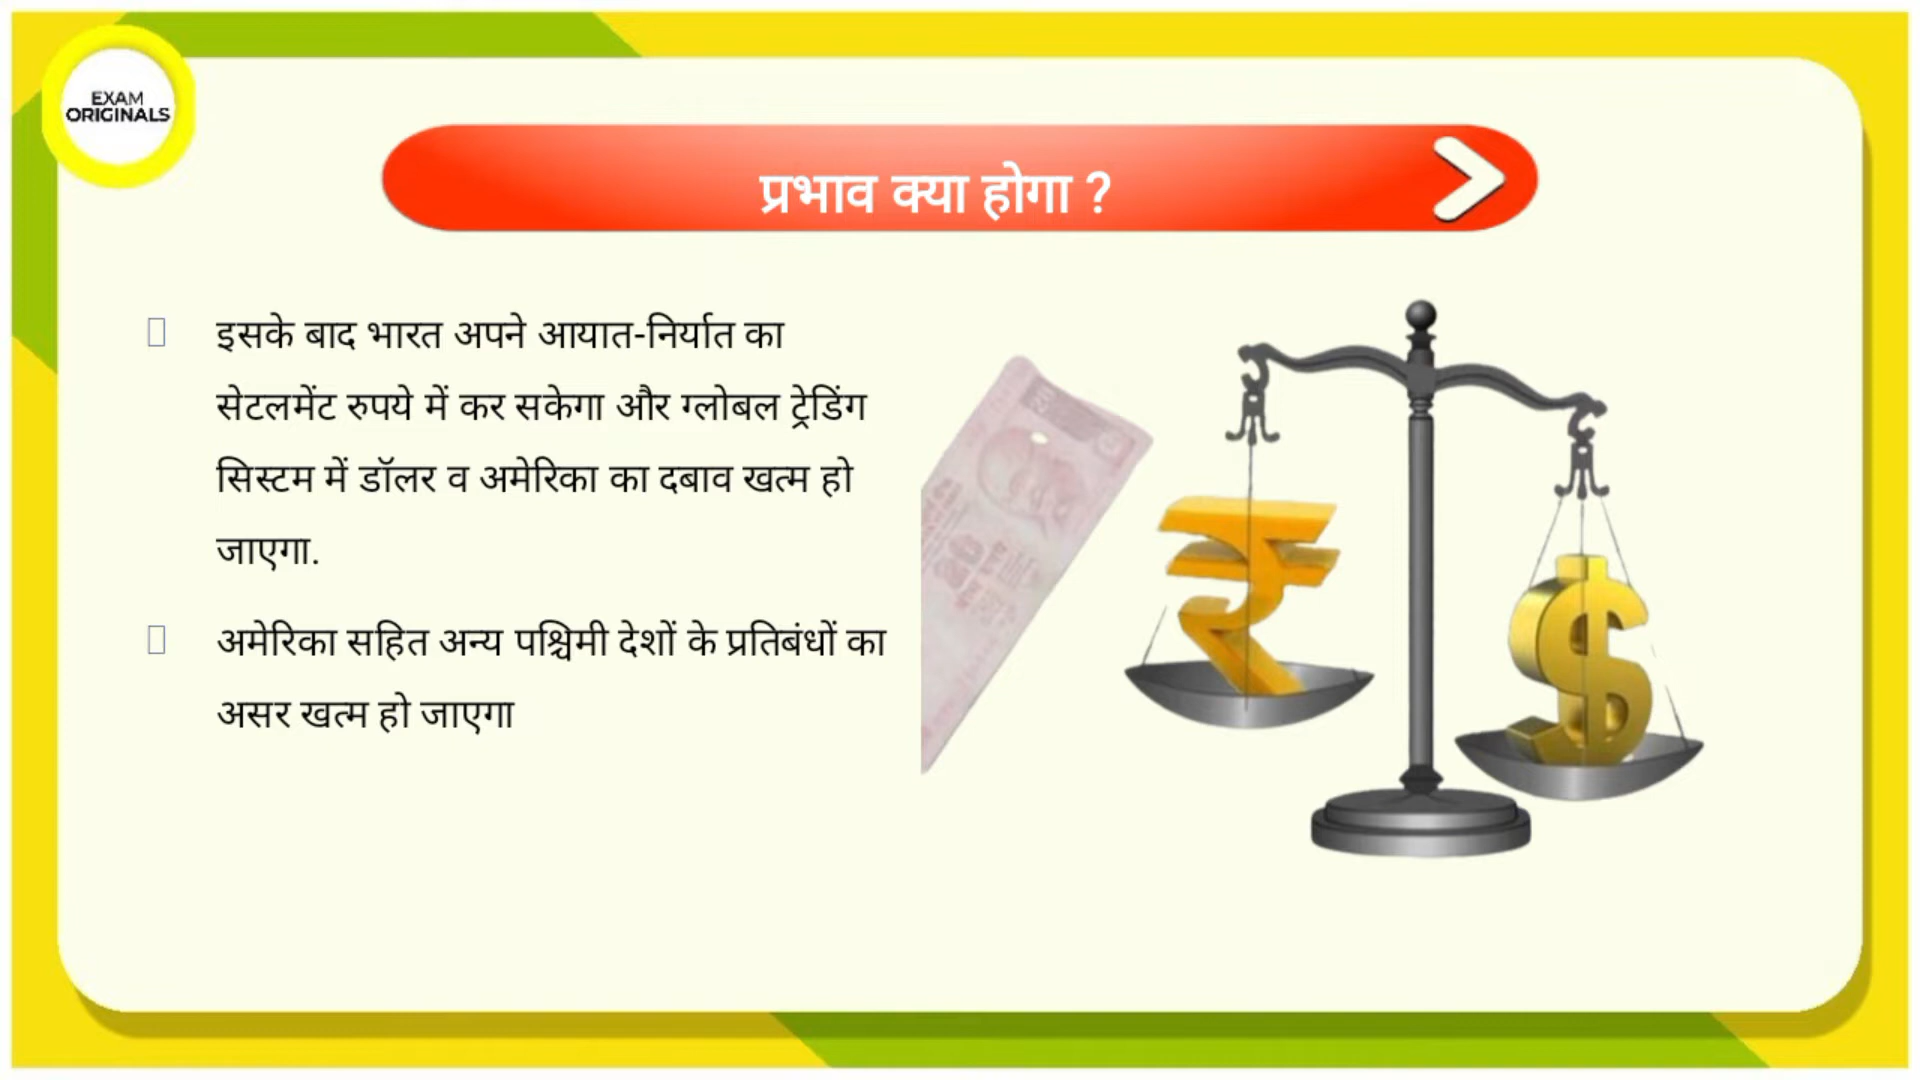 EXAM
ORIGINALS
प्रभाव क्या होगा ?
इसके बाद भारत अपने आयात-निर्यात का
सेटलमेंट रुपये में कर सकेगा और ग्लोबल ट्रेडिंग
सिस्टम में डॉलर व अमेरिका का दबाव खत्म हो
जाएगा.
अमेरिका सहित अन्य पश्चिमी देशों के प्रतिबंधों का
असर खत्म हो जाएगा
₹
$